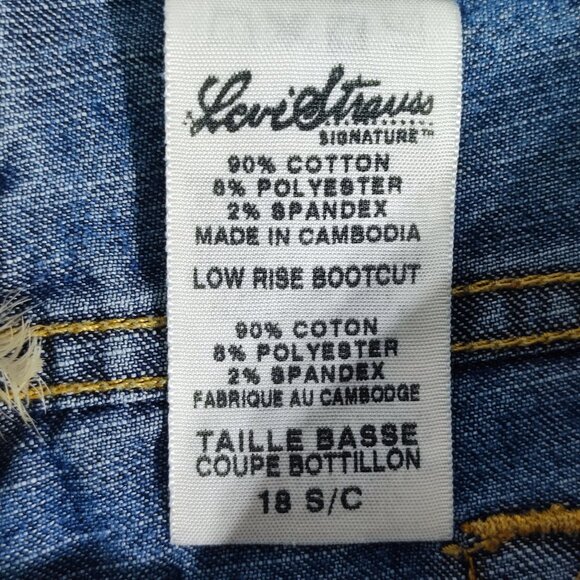 Levi Strauss
SIGNATURE™
90% COTTON
8% POLYESTER
2% SPANDEX
MADE IN CAMBODIA
LOW RISE BOOTCUT
90% COTON
8% POLYESTER
2% SPANDEX
FABRIQUE AU CAMBODGE
TAILLE BASSE
COUPE BOTTILLON
18 S/C